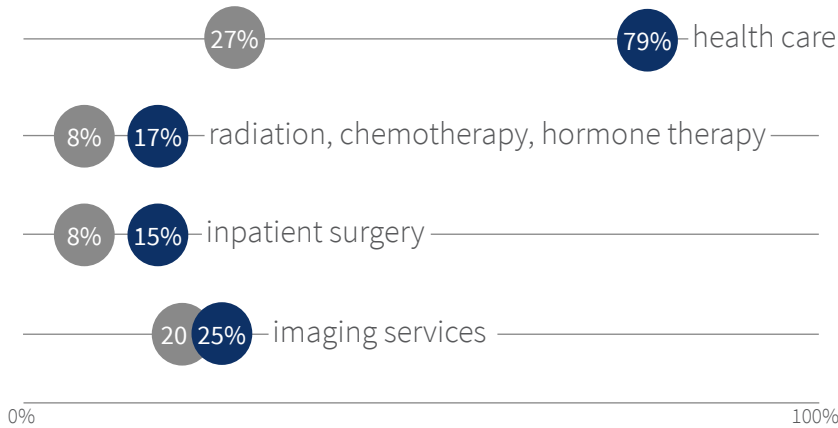 27% 79% health care
8% 17% radiation, chemotherapy, hormone therapy
8% 15% inpatient surgery
20 25% imaging services
0% 100%